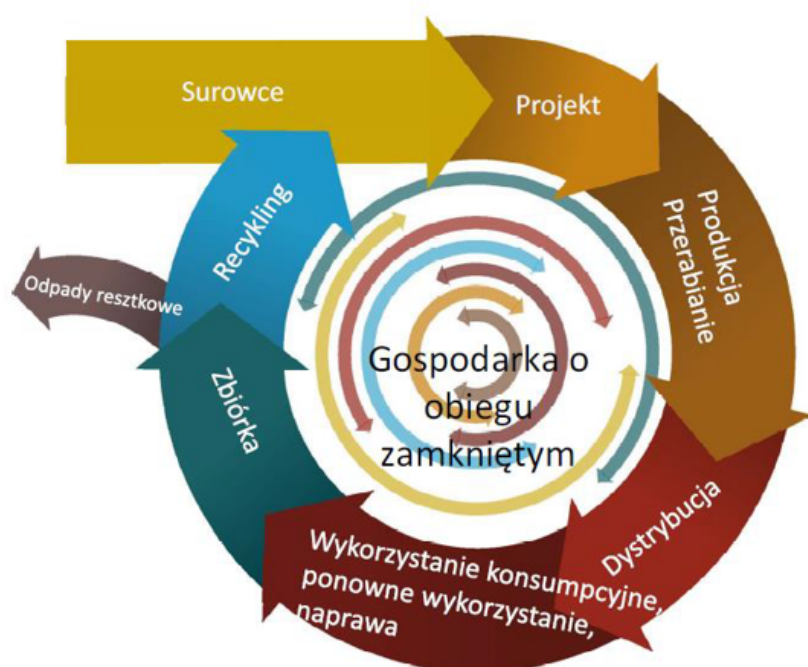 Surowce
Projekt
Produkcja
Przerabianie
Dystrybucja
Wykorzystanie konsumpcyjne,
ponowne wykorzystanie,
naprawa
Zbiórka
Odpady resztkowe
Recykling
Gospodarka o
obiegu
zamkniętym